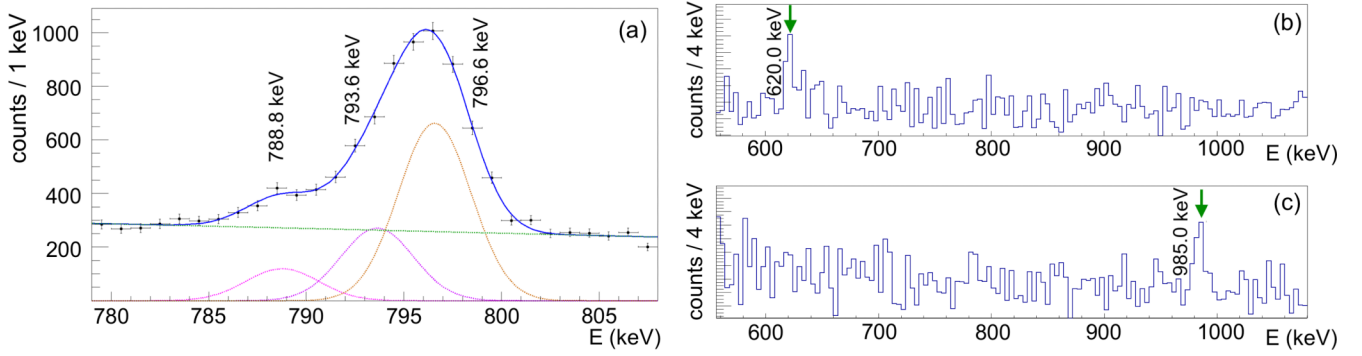 (a)
counts / 1 keV
1000
800
600
400
200
788.8 keV
793.6 keV
796.6 keV
780 785 790 795 800 805
E (keV)
(b)
counts / 4 keV
620.0 keV
600 700 800 900 1000
E (keV)
(c)
counts / 4 keV
985.0 keV
600 700 800 900 1000
E (keV)